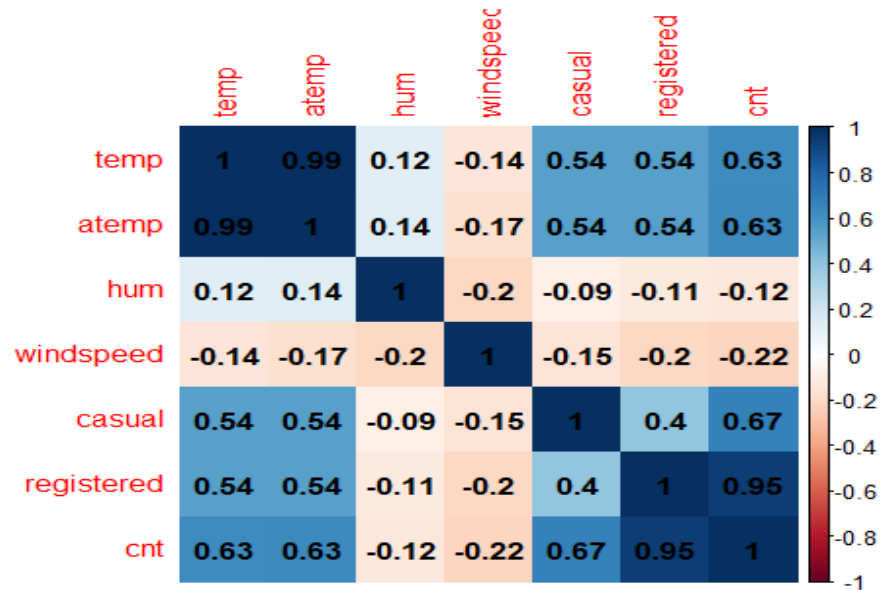 temp atemp hum windspeed casual registered cnt
temp 1 0.99 0.12 -0.14 0.54 0.54 0.63
atemp 0.99 1 0.14 -0.17 0.54 0.54 0.63
hum 0.12 0.14 1 -0.2 -0.09 -0.11 -0.12
windspeed -0.14 -0.17 -0.2 1 -0.15 -0.2 -0.22
casual 0.54 0.54 -0.09 -0.15 1 0.4 0.67
registered 0.54 0.54 -0.11 -0.2 0.4 1 0.95
cnt 0.63 0.63 -0.12 -0.22 0.67 0.95 1
1
0.8
0.6
0.4
0.2
0
-0.2
-0.4
-0.6
-0.8
-1